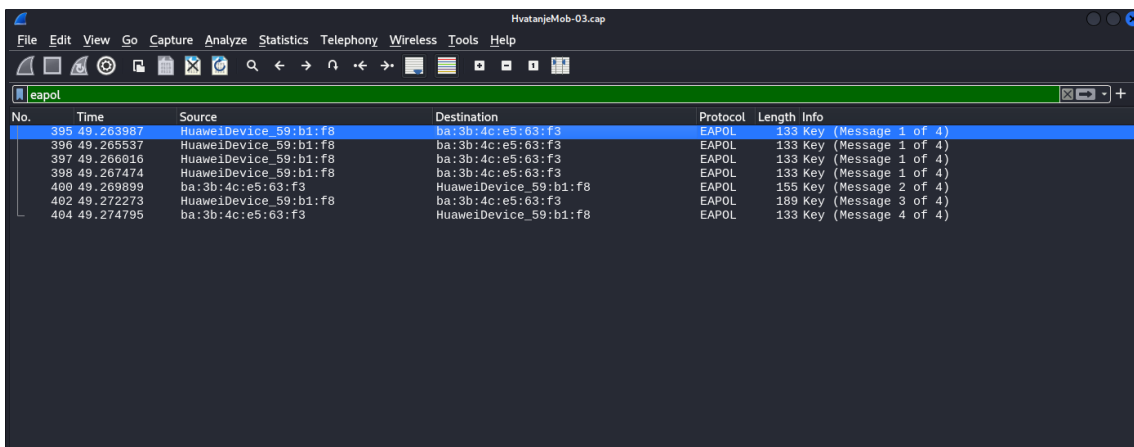 HvatanjeMob-03.cap
File Edit View Go Capture Analyze Statistics Telephony Wireless Tools Help
eapol
No. Time Source Destination Protocol Length Info
395 49.263987 HuaweiDevice_59:b1:f8 ba:3b:4c:e5:63:f3 EAPOL 133 Key (Message 1 of 4)
396 49.265537 HuaweiDevice_59:b1:f8 ba:3b:4c:e5:63:f3 EAPOL 133 Key (Message 1 of 4)
397 49.266016 HuaweiDevice_59:b1:f8 ba:3b:4c:e5:63:f3 EAPOL 133 Key (Message 1 of 4)
398 49.267474 HuaweiDevice_59:b1:f8 ba:3b:4c:e5:63:f3 EAPOL 133 Key (Message 1 of 4)
400 49.269899 ba:3b:4c:e5:63:f3 HuaweiDevice_59:b1:f8 EAPOL 155 Key (Message 2 of 4)
402 49.272273 HuaweiDevice_59:b1:f8 ba:3b:4c:e5:63:f3 EAPOL 189 Key (Message 3 of 4)
404 49.274795 ba:3b:4c:e5:63:f3 HuaweiDevice_59:b1:f8 EAPOL 133 Key (Message 4 of 4)